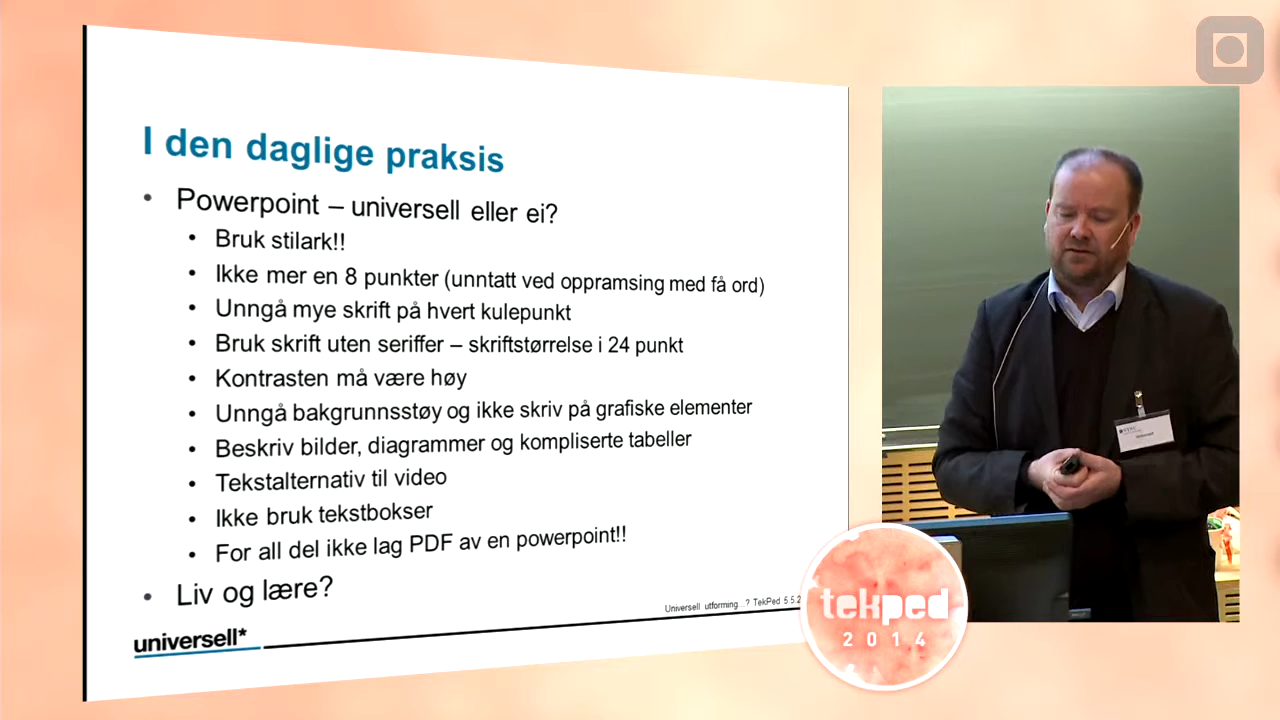 I den daglige praksis
• Powerpoint – universell eller ei?
• Bruk stilark!!
• Ikke mer en 8 punkter (unntatt ved oppramsing med få ord)
• Unngå mye skrift på hvert kulepunkt
• Bruk skrift uten seriffer – skriftstørrelse i 24 punkt
• Kontrasten må være høy
• Unngå bakgrunnsstøy og ikke skriv på grafiske elementer
• Beskriv bilder, diagrammer og kompliserte tabeller
• Tekstalternativ til video
• Ikke bruk tekstbokser
• For all del ikke lag PDF av en powerpoint!!
• Liv og lære?
Universell utforming...? TekPed 5.5.2
universell*
tekped
2014